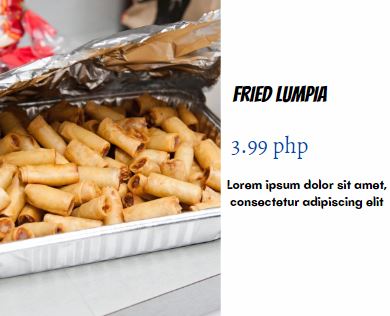 FRIED LUMPIA
3.99 php
Lorem ipsum dolor sit amet,
consectetur adipiscing elit